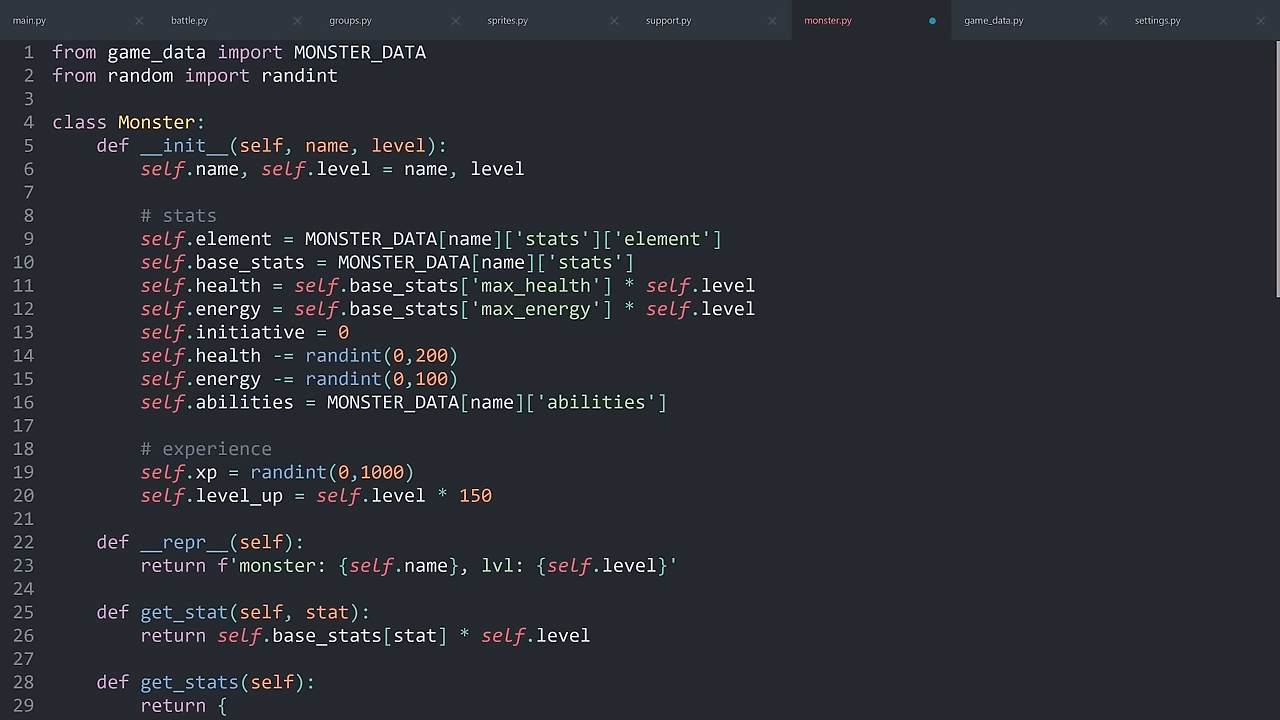 main.py × battle.py × groups.py × sprites.py × support.py × monster.py ● game_data.py × settings.py ×
1 from game_data import MONSTER_DATA
2 from random import randint
3
4 class Monster:
5     def __init__(self, name, level):
6         self.name, self.level = name, level
7
8         # stats
9         self.element = MONSTER_DATA[name]['stats']['element']
10         self.base_stats = MONSTER_DATA[name]['stats']
11         self.health = self.base_stats['max_health'] * self.level
12         self.energy = self.base_stats['max_energy'] * self.level
13         self.initiative = 0
14         self.health -= randint(0,200)
15         self.energy -= randint(0,100)
16         self.abilities = MONSTER_DATA[name]['abilities']
17
18         # experience
19         self.xp = randint(0,1000)
20         self.level_up = self.level * 150
21
22     def __repr__(self):
23         return f'monster: {self.name}, lvl: {self.level}'
24
25     def get_stat(self, stat):
26         return self.base_stats[stat] * self.level
27
28     def get_stats(self):
29         return {